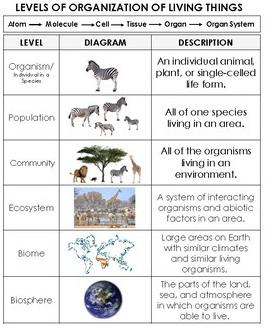 LEVELS OF ORGANIZATION OF LIVING THINGS
Atom → Molecule → Cell → Tissue → Organ → Organ System
LEVEL DIAGRAM DESCRIPTION
Organism/
Individual in a
Species
An individual animal,
plant, or single-celled
life form.
Population
All of one species
living in an area.
Community
All of the organisms
living in an
environment.
Ecosystem
A system of interacting
organisms and abiotic
factors in an area.
Biome
Large areas on Earth
with similar climates
and similar living
organisms.
Biosphere
The parts of the land,
sea, and atmosphere
in which organisms are
able to live.